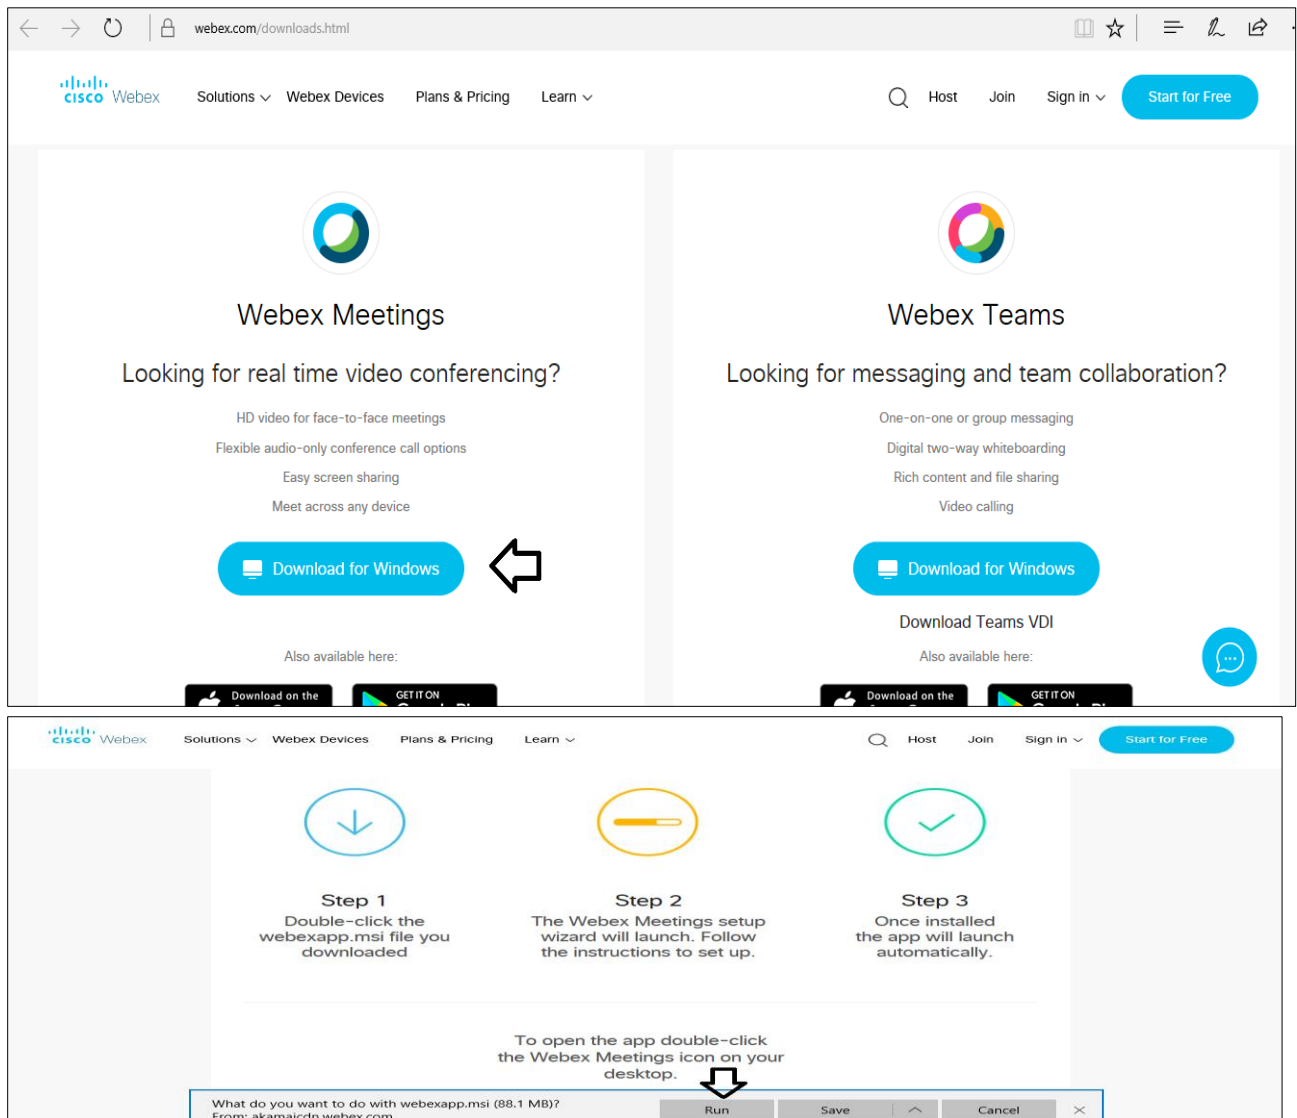 webex.com/downloads.html
cisco Webex Solutions Webex Devices Plans & Pricing Learn Host Join Sign in Start for Free
Webex Meetings
Looking for real time video conferencing?
HD video for face-to-face meetings
Flexible audio-only conference call options
Easy screen sharing
Meet across any device
Download for Windows
Also available here:
Download on the
GET IT ON
Webex Teams
Looking for messaging and team collaboration?
One-on-one or group messaging
Digital two-way whiteboarding
Rich content and file sharing
Video calling
Download for Windows
Download Teams VDI
Also available here:
Download on the
GET IT ON
cisco Webex Solutions Webex Devices Plans & Pricing Learn Host Join Sign in Start for Free
Step 1
Double-click the
webexapp.msi file you
downloaded
Step 2
The Webex Meetings setup
wizard will launch. Follow
the instructions to set up.
Step 3
Once installed
the app will launch
automatically.
To open the app double-click
the Webex Meetings icon on your
desktop.
What do you want to do with webexapp.msi (88.1 MB)?
From: akamaicdn.webex.com
Run Save Cancel